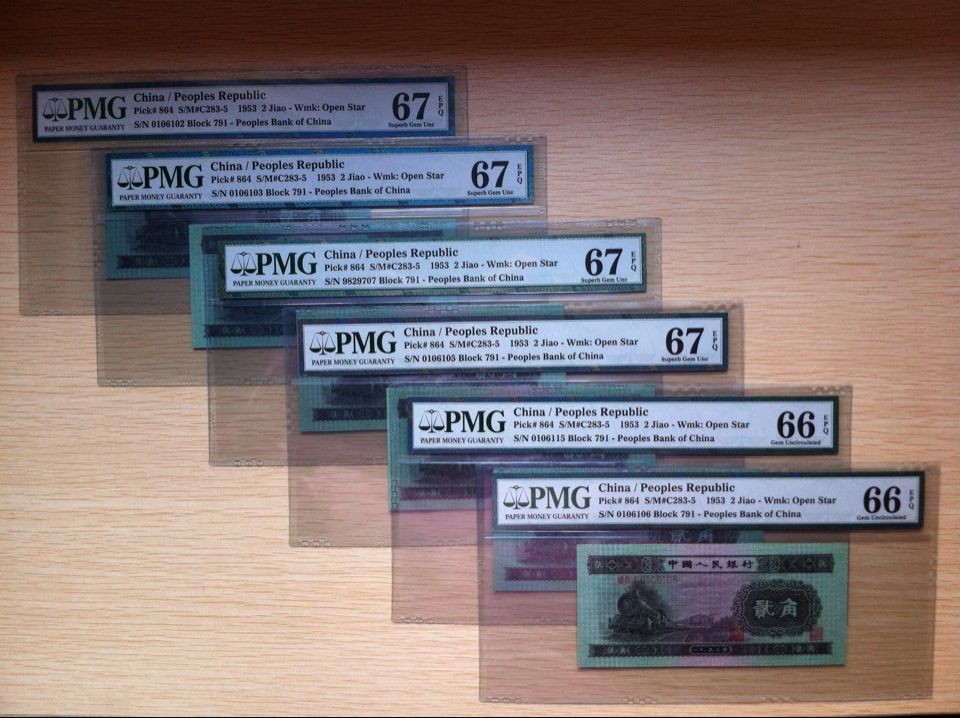 PMG
PAPER MONEY GUARANTY
China / Peoples Republic
Pick# 864 S/M#C283-5 1953 2 Jiao - Wmk: Open Star
S/N 0106102 Block 791 - Peoples Bank of China
67 EPQ
Superb Gem Unc
PMG
PAPER MONEY GUARANTY
China / Peoples Republic
Pick# 864 S/M#C283-5 1953 2 Jiao - Wmk: Open Star
S/N 0106103 Block 791 - Peoples Bank of China
67 EPQ
Superb Gem Unc
PMG
PAPER MONEY GUARANTY
China / Peoples Republic
Pick# 864 S/M#C283-5 1953 2 Jiao - Wmk: Open Star
S/N 9829707 Block 791 - Peoples Bank of China
67 EPQ
Superb Gem Unc
PMG
PAPER MONEY GUARANTY
China / Peoples Republic
Pick# 864 S/M#C283-5 1953 2 Jiao - Wmk: Open Star
S/N 0106105 Block 791 - Peoples Bank of China
67 EPQ
Superb Gem Unc
PMG
PAPER MONEY GUARANTY
China / Peoples Republic
Pick# 864 S/M#C283-5 1953 2 Jiao - Wmk: Open Star
S/N 0106115 Block 791 - Peoples Bank of China
66 EPQ
Gem Uncirculated
PMG
PAPER MONEY GUARANTY
China / Peoples Republic
Pick# 864 S/M#C283-5 1953 2 Jiao - Wmk: Open Star
S/N 0106106 Block 791 - Peoples Bank of China
66 EPQ
Gem Uncirculated
貳角
中國人民銀行
貳角